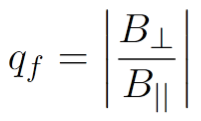 q_f = |B_⊥ / B_{||}|